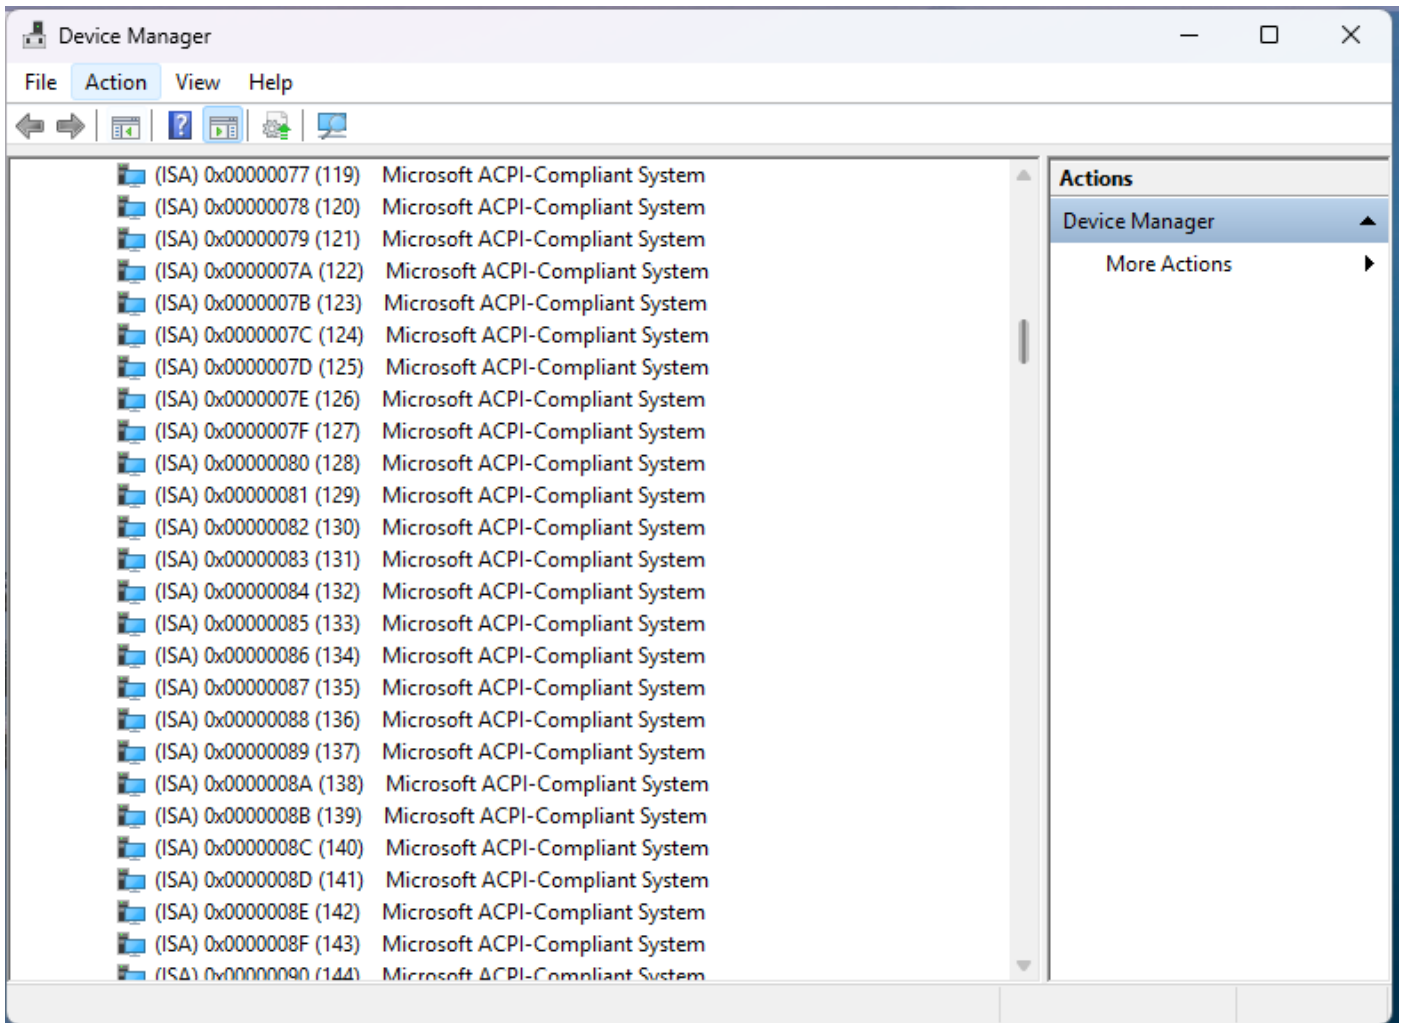 Device Manager
File Action View Help
(ISA) 0x00000077 (119) Microsoft ACPI-Compliant System
(ISA) 0x00000078 (120) Microsoft ACPI-Compliant System
(ISA) 0x00000079 (121) Microsoft ACPI-Compliant System
(ISA) 0x0000007A (122) Microsoft ACPI-Compliant System
(ISA) 0x0000007B (123) Microsoft ACPI-Compliant System
(ISA) 0x0000007C (124) Microsoft ACPI-Compliant System
(ISA) 0x0000007D (125) Microsoft ACPI-Compliant System
(ISA) 0x0000007E (126) Microsoft ACPI-Compliant System
(ISA) 0x0000007F (127) Microsoft ACPI-Compliant System
(ISA) 0x00000080 (128) Microsoft ACPI-Compliant System
(ISA) 0x00000081 (129) Microsoft ACPI-Compliant System
(ISA) 0x00000082 (130) Microsoft ACPI-Compliant System
(ISA) 0x00000083 (131) Microsoft ACPI-Compliant System
(ISA) 0x00000084 (132) Microsoft ACPI-Compliant System
(ISA) 0x00000085 (133) Microsoft ACPI-Compliant System
(ISA) 0x00000086 (134) Microsoft ACPI-Compliant System
(ISA) 0x00000087 (135) Microsoft ACPI-Compliant System
(ISA) 0x00000088 (136) Microsoft ACPI-Compliant System
(ISA) 0x00000089 (137) Microsoft ACPI-Compliant System
(ISA) 0x0000008A (138) Microsoft ACPI-Compliant System
(ISA) 0x0000008B (139) Microsoft ACPI-Compliant System
(ISA) 0x0000008C (140) Microsoft ACPI-Compliant System
(ISA) 0x0000008D (141) Microsoft ACPI-Compliant System
(ISA) 0x0000008E (142) Microsoft ACPI-Compliant System
(ISA) 0x0000008F (143) Microsoft ACPI-Compliant System
(ISA) 0x00000090 (144) Microsoft ACPI-Compliant System
Actions
Device Manager
More Actions